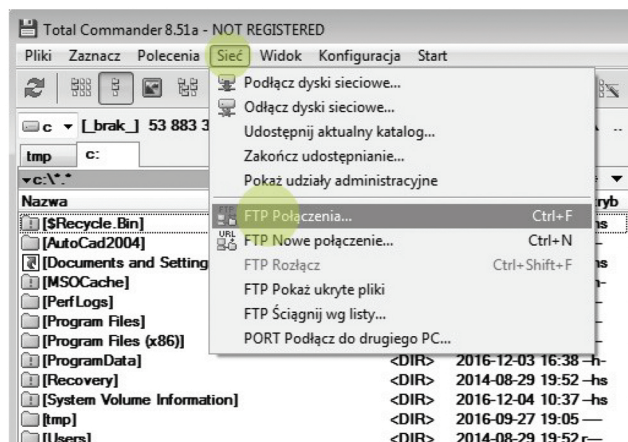 Total Commander 8.51a - NOT REGISTERED
Pliki Zaznacz Polecenia Sieć Widok Konfiguracja Start
Podłącz dyski sieciowe...
Odłącz dyski sieciowe...
Udostępnij aktualny katalog...
Zakończ udostępnianie...
Pokaż udziały administracyjne
FTP Połączenia... Ctrl+F
URL FTP Nowe połączenie... Ctrl+N
FTP Rozłącz Ctrl+Shift+F
FTP Pokaż ukryte pliki
FTP Ściągnij wg listy...
PORT Podłącz do drugiego PC...
c [_brak_] 53 883 3 ..
tmp c:
c:\*.*
Nazwa ryb
[$Recycle.Bin] hs
[AutoCad2004]
[Documents and Setting hs
[MSOCache] h-
[PerfLogs]
[Program Files]
[Program Files (x86)]
[ProgramData] <DIR> 2016-12-03 16:38 -h-
[Recovery] <DIR> 2014-08-29 19:52 -hs
[System Volume Information] <DIR> 2016-12-04 10:37 -hs
[tmp] <DIR> 2016-09-27 19:05 ----
[Users] <DIR> 2014-08-29 19:52 r---